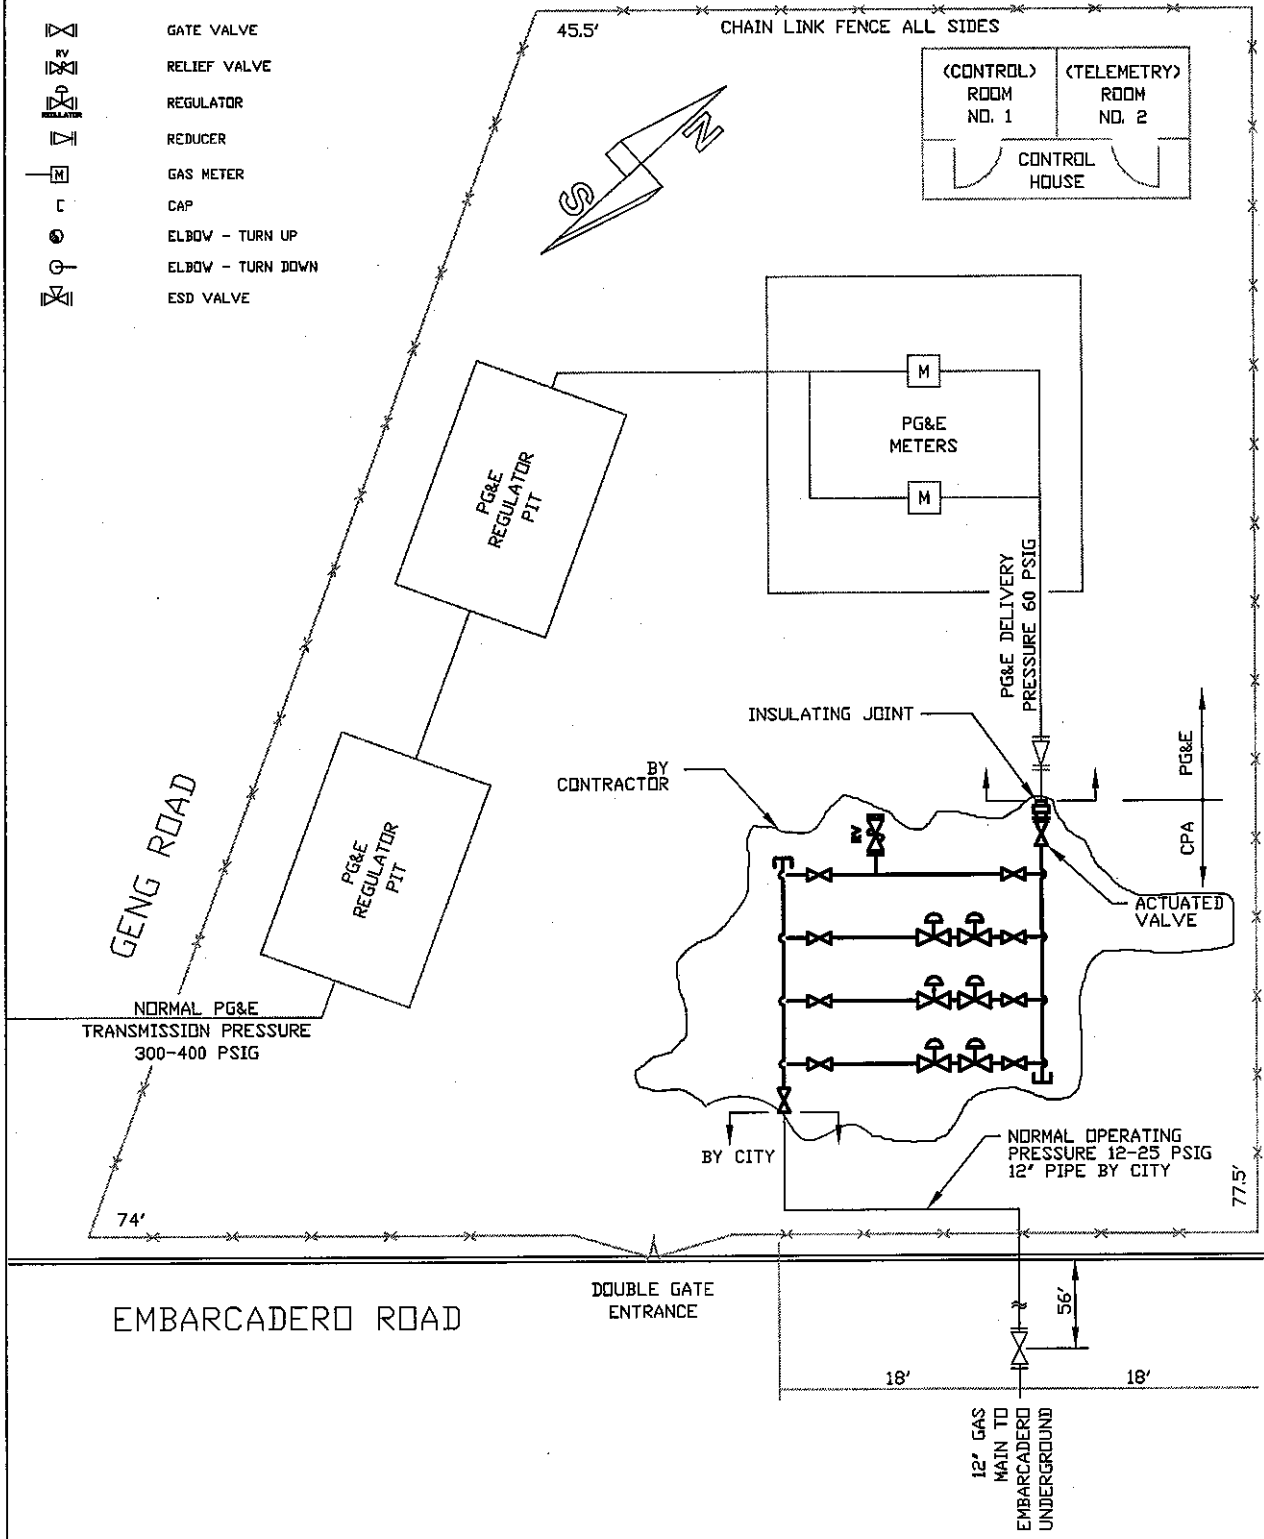 GATE VALVE
RV
RELIEF VALVE
REGULATOR
REGULATOR
REDUCER
M
GAS METER
CAP
ELBOW - TURN UP
ELBOW - TURN DOWN
ESD VALVE
45.5'
CHAIN LINK FENCE ALL SIDES
(CONTROL)
ROOM
NO. 1
(TELEMETRY)
ROOM
NO. 2
CONTROL
HOUSE
N
S
M
PG&E
METERS
M
PG&E
REGULATOR
PIT
PG&E DELIVERY
PRESSURE 60 PSIG
INSULATING JOINT
BY
CONTRACTOR
PG&E
CPA
RV
ACTUATED
VALVE
PG&E
REGULATOR
PIT
GENG ROAD
NORMAL PG&E
TRANSMISSION PRESSURE
300-400 PSIG
BY CITY
NORMAL OPERATING
PRESSURE 12-25 PSIG
12" PIPE BY CITY
77.5'
74'
DOUBLE GATE
ENTRANCE
EMBARCADERO ROAD
56'
18'
18'
12" GAS
MAIN TO
EMBARCADERO
UNDERGROUND